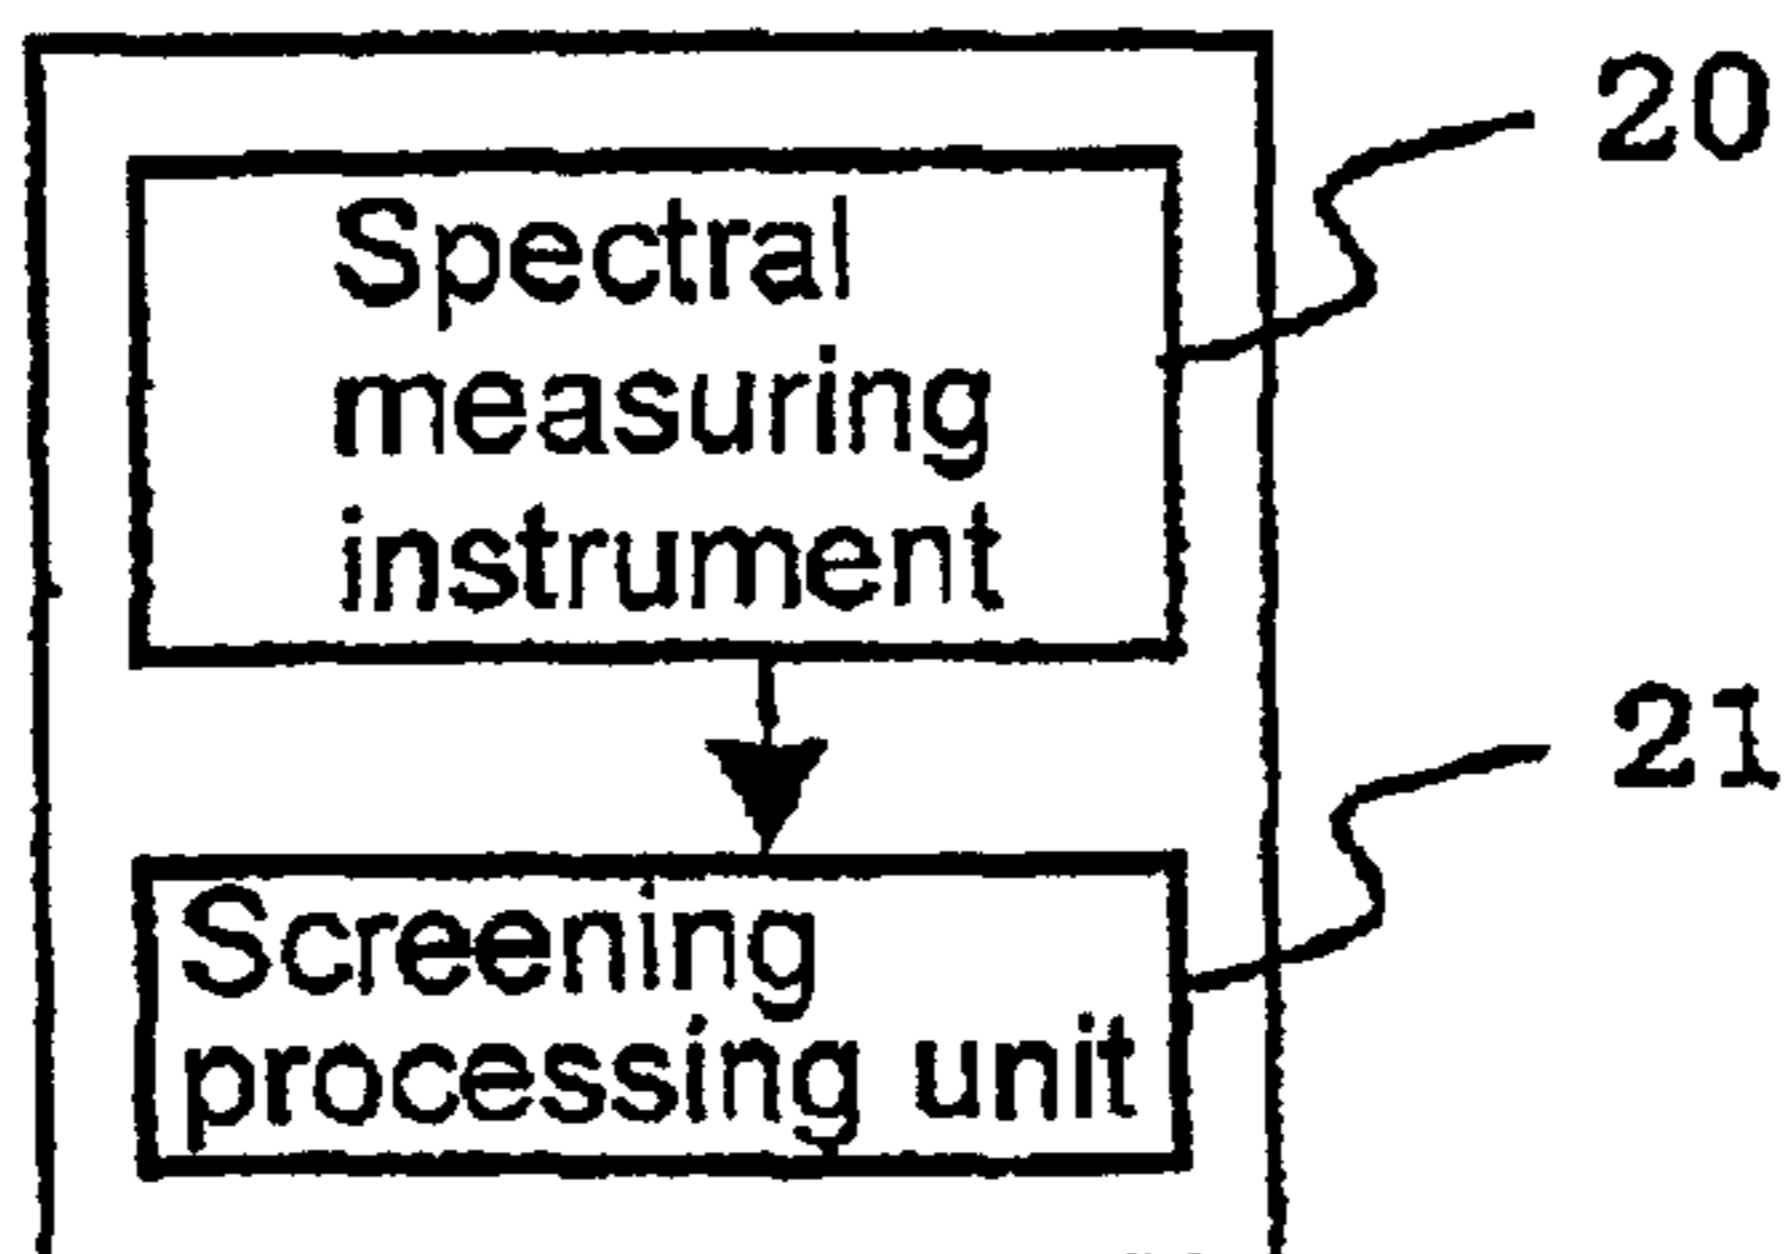 20
Spectral
measuring
instrument
21
Screening
processing unit